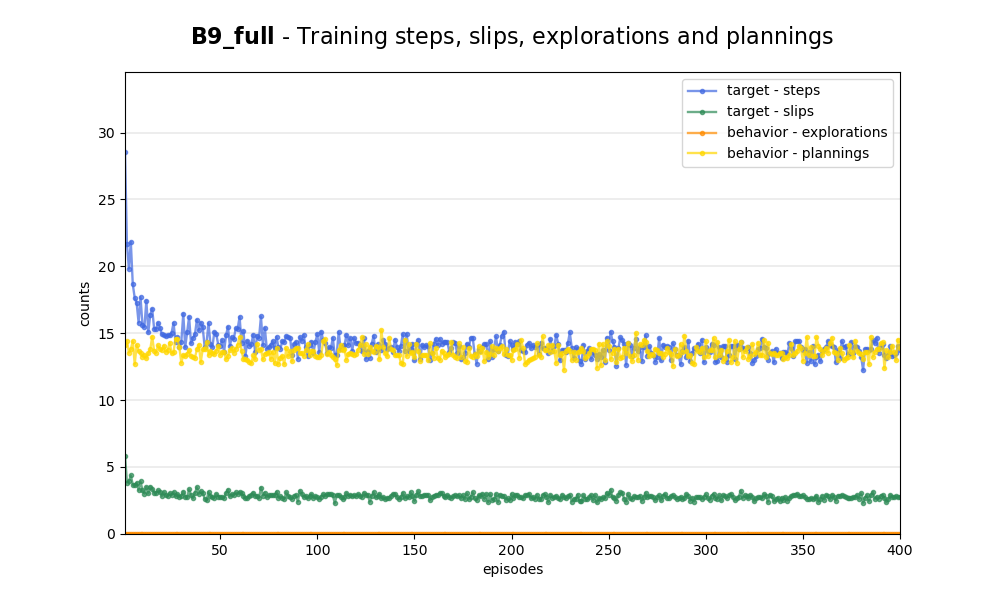 B9_full - Training steps, slips, explorations and plannings
target - steps
target - slips
behavior - explorations
behavior - plannings
counts
30
25
20
15
10
5
0
50 100 150 200 250 300 350 400
episodes